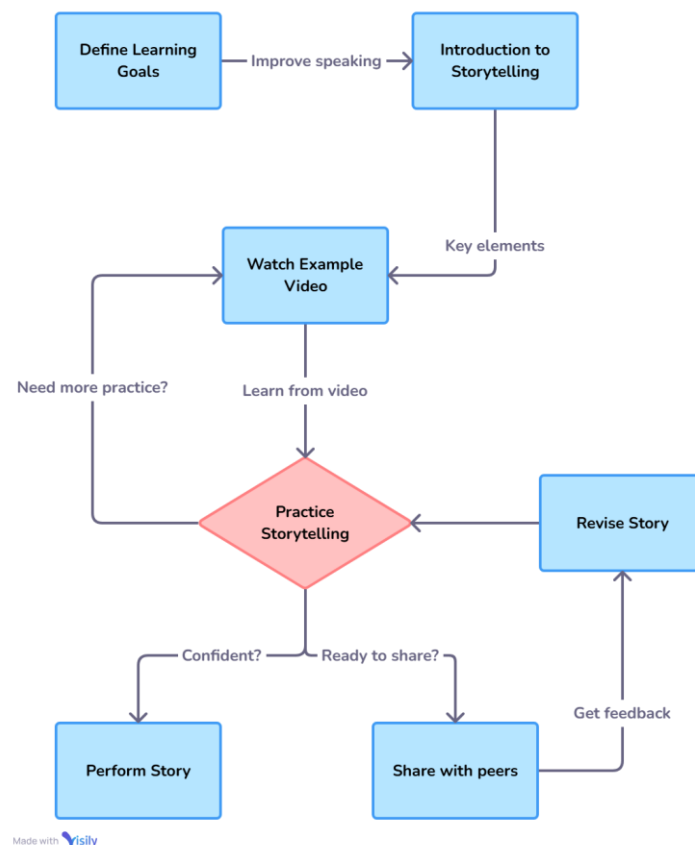 Define Learning
Goals
Improve speaking
Introduction to
Storytelling
Key elements
Watch Example
Video
Need more practice?
Learn from video
Practice
Storytelling
Revise Story
Confident?
Ready to share?
Get feedback
Perform Story
Share with peers
Made with Visily